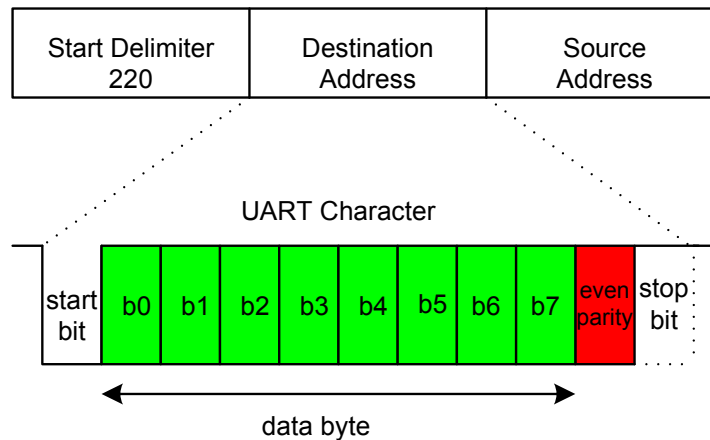 Start Delimiter
220
Destination
Address
Source
Address
UART Character
start
bit
b0
b1
b2
b3
b4
b5
b6
b7
even
parity
stop
bit
data byte